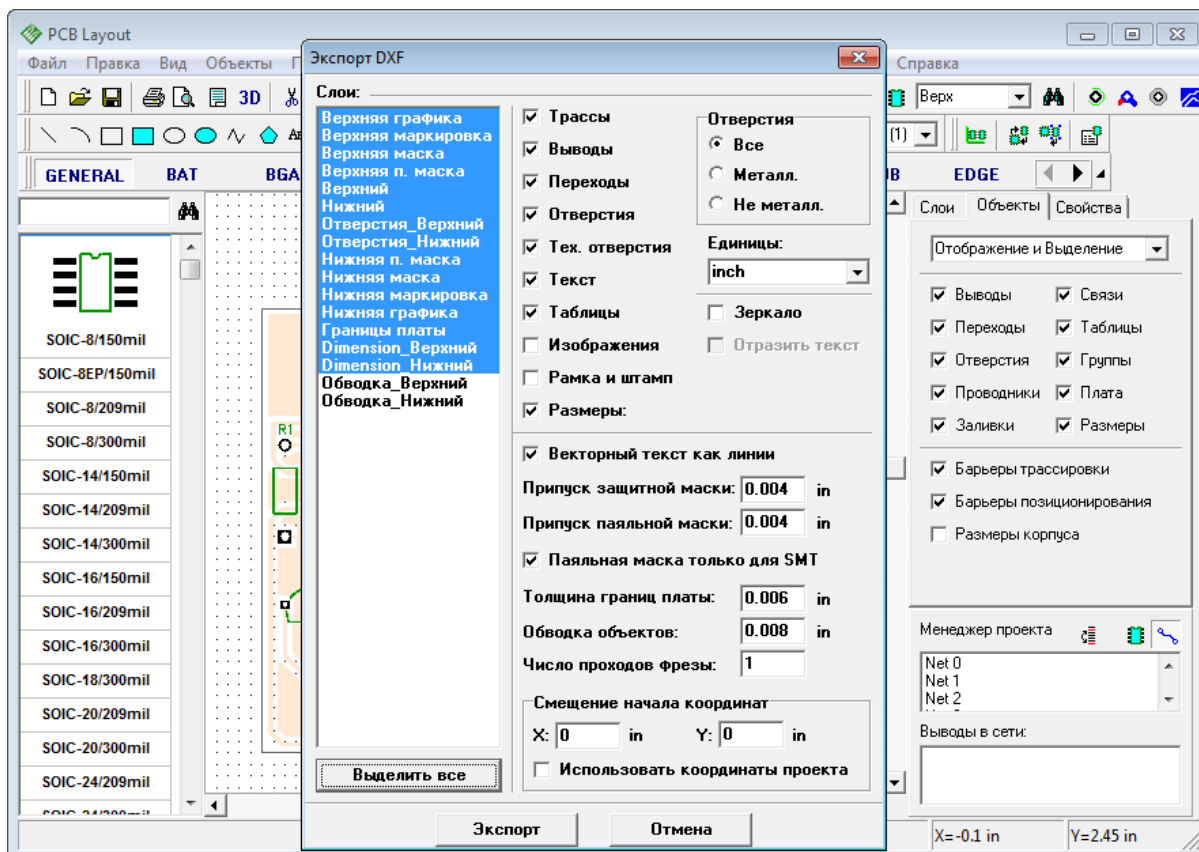 PCB Layout
Файл Правка Вид Объекты Справка
3D Верх
(1)
GENERAL BAT BGA EDGE
SOIC-8/150mil
SOIC-8EP/150mil
SOIC-8/209mil
SOIC-8/300mil
SOIC-14/150mil
SOIC-14/209mil
SOIC-14/300mil
SOIC-16/150mil
SOIC-16/209mil
SOIC-16/300mil
SOIC-18/300mil
SOIC-20/209mil
SOIC-20/300mil
SOIC-24/209mil
R1
Экспорт DXF
Слои:
Верхняя графика
Верхняя маркировка
Верхняя маска
Верхняя п. маска
Верхний
Нижний
Отверстия_Верхний
Отверстия_Нижний
Нижняя п. маска
Нижняя маска
Нижняя маркировка
Нижняя графика
Границы платы
Dimension_Верхний
Dimension_Нижний
Обводка_Верхний
Обводка_Нижний
Выделить все
Трассы
Выводы
Переходы
Отверстия
Тех. отверстия
Текст
Таблицы
Изображения
Рамка и штамп
Размеры:
Отверстия
Все
Металл.
Не металл.
Единицы:
inch
Зеркало
Отразить текст
Векторный текст как линии
Припуск защитной маски: 0.004 in
Припуск паяльной маски: 0.004 in
Паяльная маска только для SMT
Толщина границ платы: 0.006 in
Обводка объектов: 0.008 in
Число проходов фрезы: 1
Смещение начала координат
X: 0 in Y: 0 in
Использовать координаты проекта
Экспорт Отмена
Слои Объекты Свойства
Отображение и Выделение
Выводы Связи
Переходы Таблицы
Отверстия Группы
Проводники Плата
Заливки Размеры
Барьеры трассировки
Барьеры позиционирования
Размеры корпуса
Менеджер проекта
Net 0
Net 1
Net 2
Выводы в сети:
X=-0.1 in Y=2.45 in